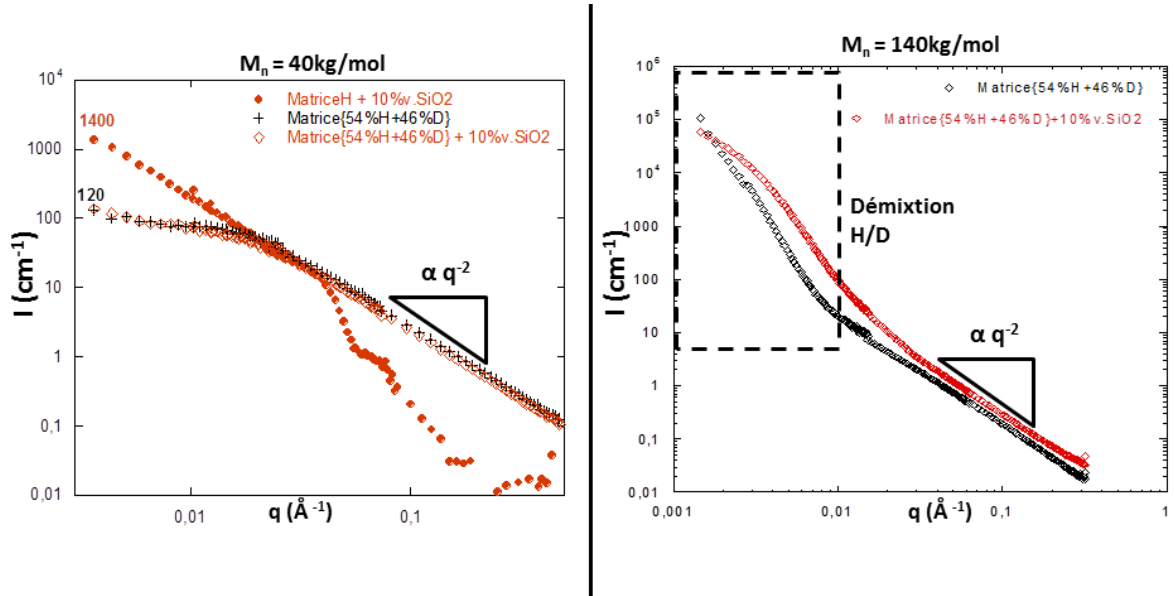 Mn = 40kg/mol
10⁴
1000
100
10
1
0,1
0,01
I (cm⁻¹)
1400
120
MatriceH + 10%v.SiO2
Matrice{54%H+46%D}
Matrice{54%H+46%D} + 10%v.SiO2
α q⁻²
0,01
0,1
q (Å⁻¹)
Mn = 140kg/mol
10⁶
10⁵
10⁴
1000
100
10
1
0,1
0,01
I (cm⁻¹)
Matrice{54%H+46%D}
Matrice{54%H+46%D}+10%v.SiO2
Démixtion
H/D
α q⁻²
0,001
0,01
0,1
1
q (Å⁻¹)